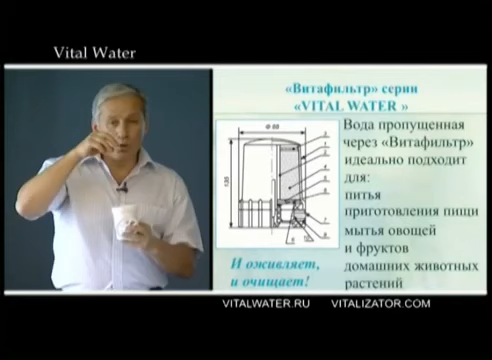 Vital Water
«Витафильтр» серии
«VITAL WATER »
Вода пропущенная
через «Витафильтр»
идеально подходит
для:
питья
приготовления пищи
мытья овощей
и фруктов
домашних животных
растений
И оживляет,
и очищает!
VITALWATER.RU VITALIZATOR.COM